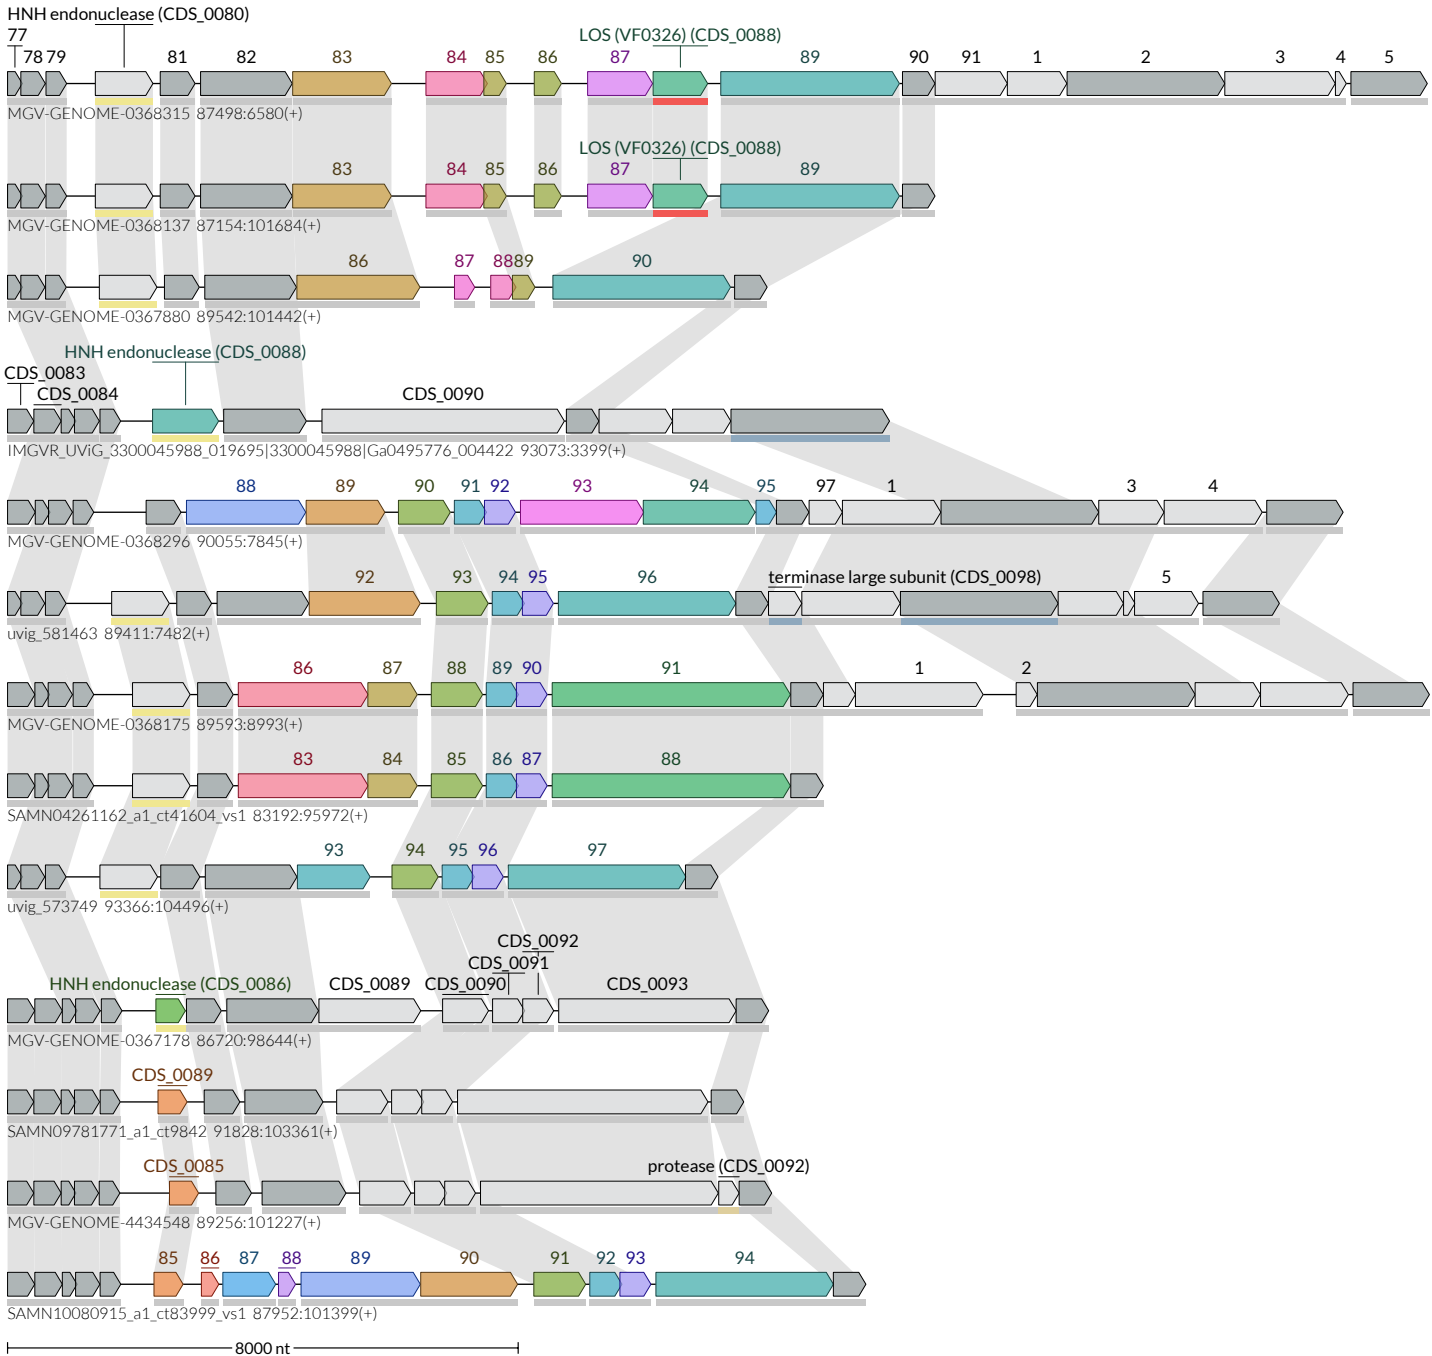 HNH endonuclease (CDS_0080)
77 LOS (VF0326) (CDS_0088)
78 79 81 82 83 84 85 86 87 89 90 91 1 2 3 4 5
MGV-GENOME-0368315 87498:6580(+)
LOS (VF0326) (CDS_0088)
83 84 85 86 87 89
MGV-GENOME-0368137 87154:101684(+)
86 87 88 89 90
MGV-GENOME-0367880 89542:101442(+)
HNH endonuclease (CDS_0088)
CDS_0083
CDS_0084 CDS_0090
IMGVR_UViG_3300045988_019695|3300045988|Ga0495776_004422 93073:3399(+)
88 89 90 91 92 93 94 95 97 1 3 4
MGV-GENOME-0368296 90055:7845(+)
92 93 94 95 96 terminase large subunit (CDS_0098) 5
uvig_581463 89411:7482(+)
86 87 88 89 90 91 1 2
MGV-GENOME-0368175 89593:8993(+)
83 84 85 86 87 88
SAMN04261162_a1_ct41604_vs1 83192:95972(+)
93 94 95 96 97
uvig_573749 93366:104496(+)
CDS_0092
CDS_0091
HNH endonuclease (CDS_0086) CDS_0089 CDS_0090 CDS_0093
MGV-GENOME-0367178 86720:98644(+)
CDS_0089
SAMN09781771_a1_ct9842 91828:103361(+)
CDS_0085 protease (CDS_0092)
MGV-GENOME-4434548 89256:101227(+)
85 86 87 88 89 90 91 92 93 94
SAMN10080915_a1_ct83999_vs1 87952:101399(+)
8000 nt